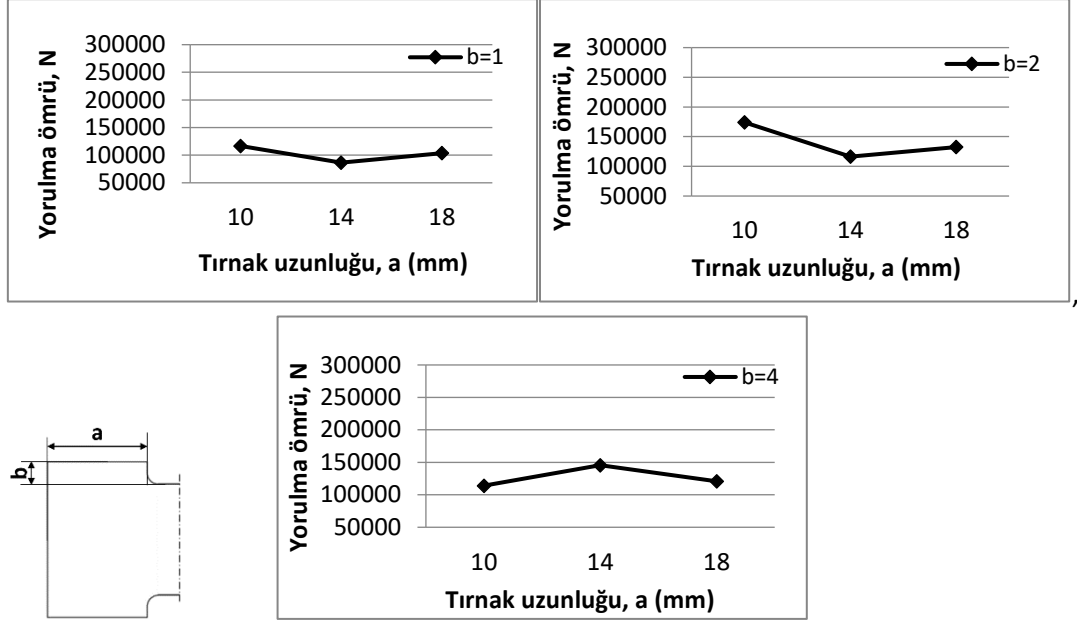 300000
250000
200000
150000
100000
50000
Yorulma ömrü, N
b=1
10 14 18
Tırnak uzunluğu, a (mm)
300000
250000
200000
150000
100000
50000
Yorulma ömrü, N
b=2
10 14 18
Tırnak uzunluğu, a (mm)
,
a
b
300000
250000
200000
150000
100000
50000
Yorulma ömrü, N
b=4
10 14 18
Tırnak uzunluğu, a (mm)